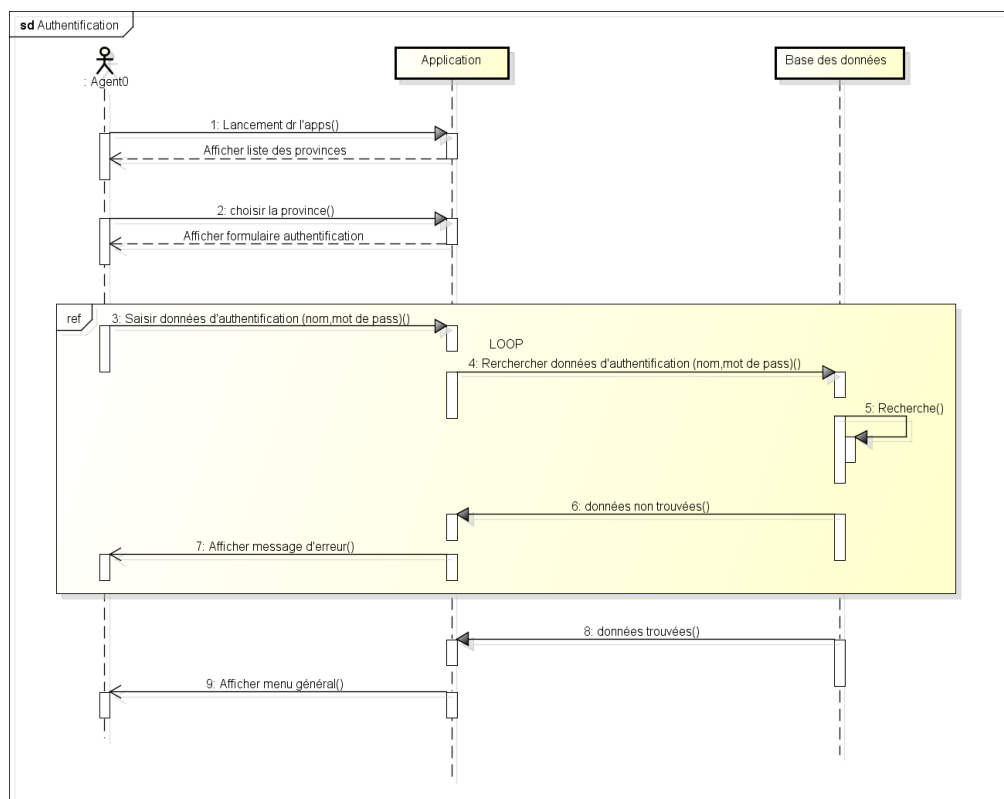 sd Authentification
: Agent0
Application
Base des données
1: Lancement dr l'apps()
Afficher liste des provinces
2: choisir la province()
Afficher formulaire authentification
ref
3: Saisir données d'authentification (nom,mot de pass)()
LOOP
4: Rerchercher données d'authentification (nom,mot de pass)()
5: Recherche()
6: données non trouvées()
7: Afficher message d'erreur()
8: données trouvées()
9: Afficher menu général()